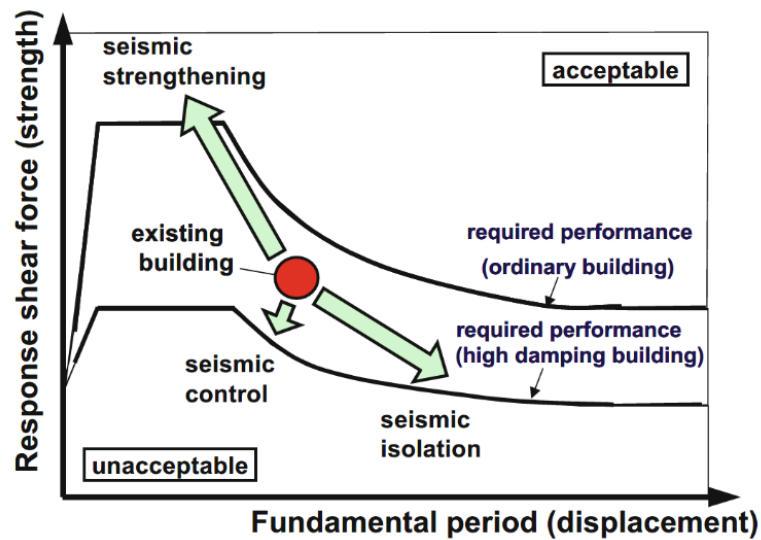 seismic
strengthening
acceptable
Response shear force (strength)
existing
building
required performance
(ordinary building)
required performance
(high damping building)
seismic
control
seismic
isolation
unacceptable
Fundamental period (displacement)